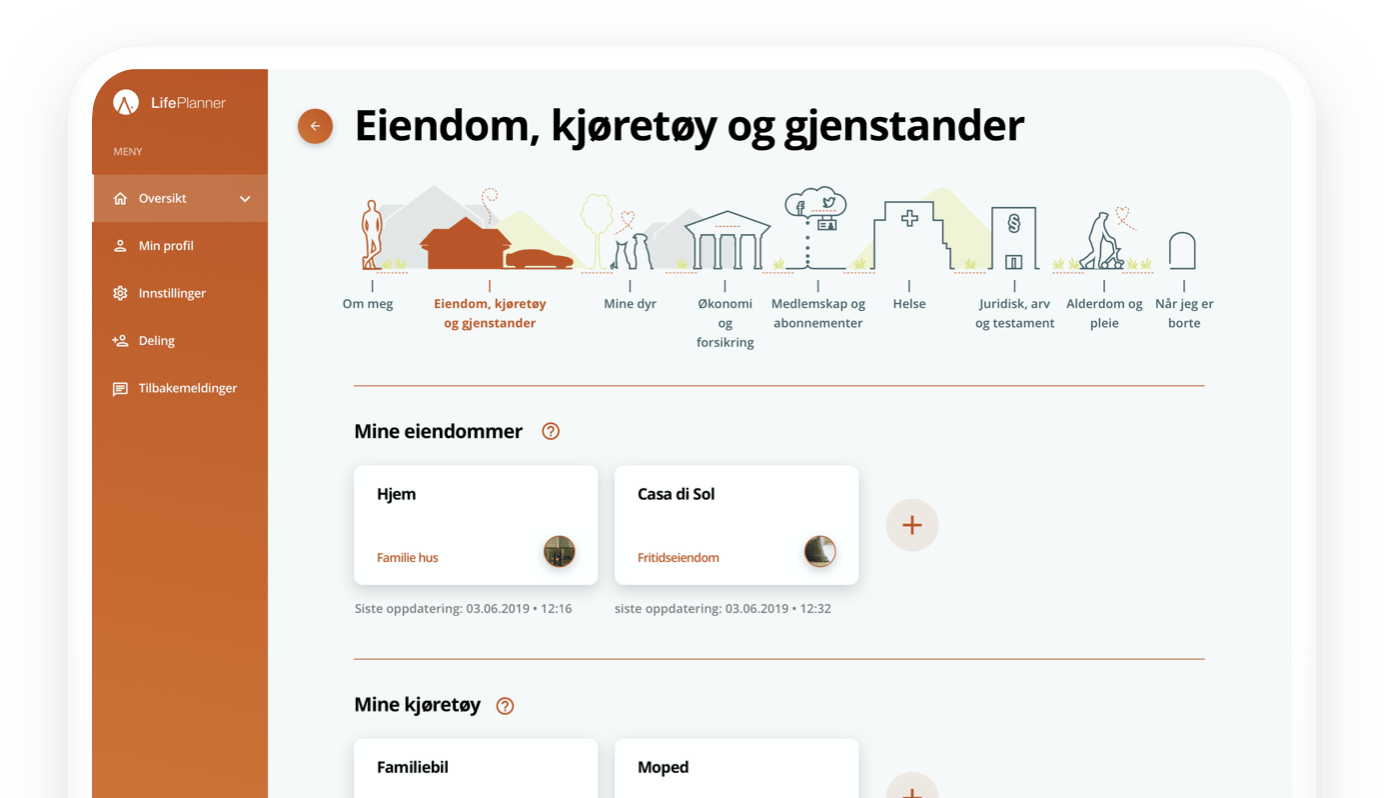 LifePlanner
MENY
Oversikt
Min profil
Innstillinger
Deling
Tilbakemeldinger
Eiendom, kjøretøy og gjenstander
§
Om meg
Eiendom, kjøretøy
og gjenstander
Mine dyr
Økonomi
og
forsikring
Medlemskap og
abonnementer
Helse
Juridisk, arv
og testament
Alderdom og
pleie
Når jeg er
borte
Mine eiendommer
Hjem
Familie hus
Siste oppdatering: 03.06.2019 • 12:16
Casa di Sol
Fritidseiendom
siste oppdatering: 03.06.2019 • 12:32
Mine kjøretøy
Familiebil
Moped